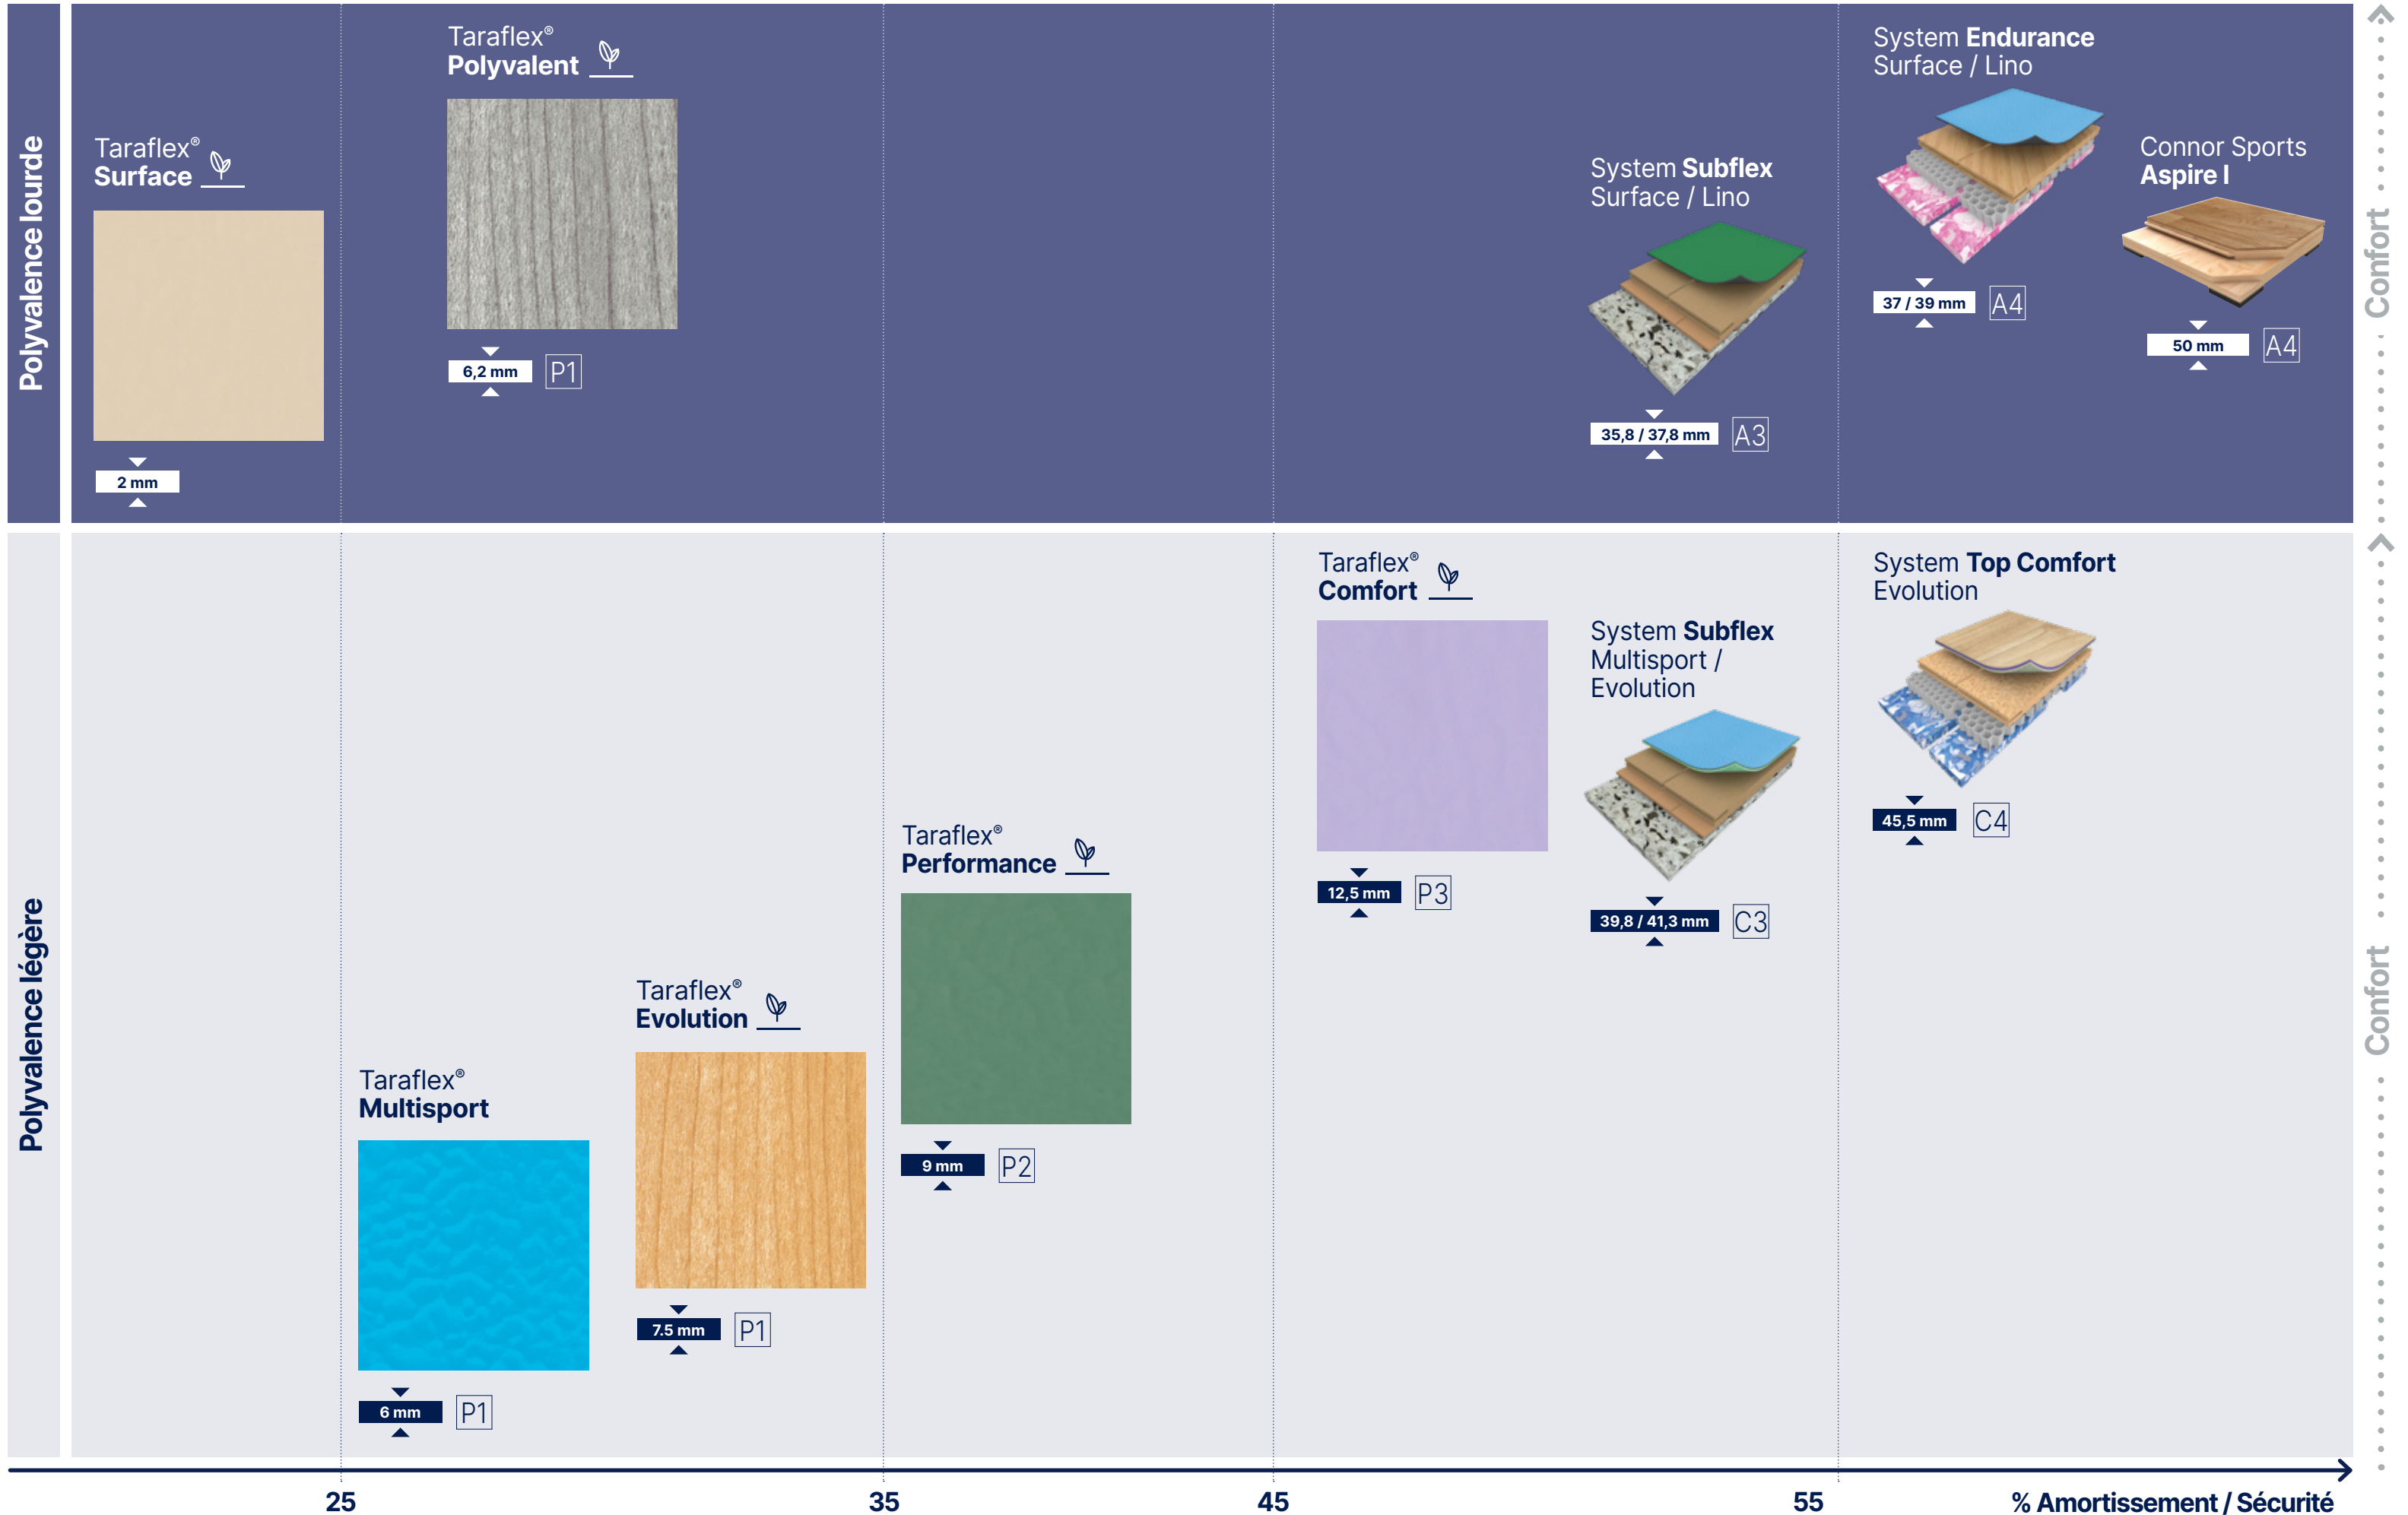 Polyvalence lourde
Taraflex®
Surface
2 mm
Taraflex®
Polyvalent
6,2 mm
P1
System Subflex
Surface / Lino
35,8 / 37,8 mm
A3
System Endurance
Surface / Lino
37 / 39 mm
A4
Connor Sports
Aspire I
50 mm
A4
Confort
Polyvalence légère
Taraflex®
Multisport
6 mm
P1
Taraflex®
Evolution
7.5 mm
P1
Taraflex®
Performance
9 mm
P2
Taraflex®
Comfort
12,5 mm
P3
System Subflex
Multisport /
Evolution
39,8 / 41,3 mm
C3
System Top Comfort
Evolution
45,5 mm
C4
Confort
25
35
45
55
% Amortissement / Sécurité